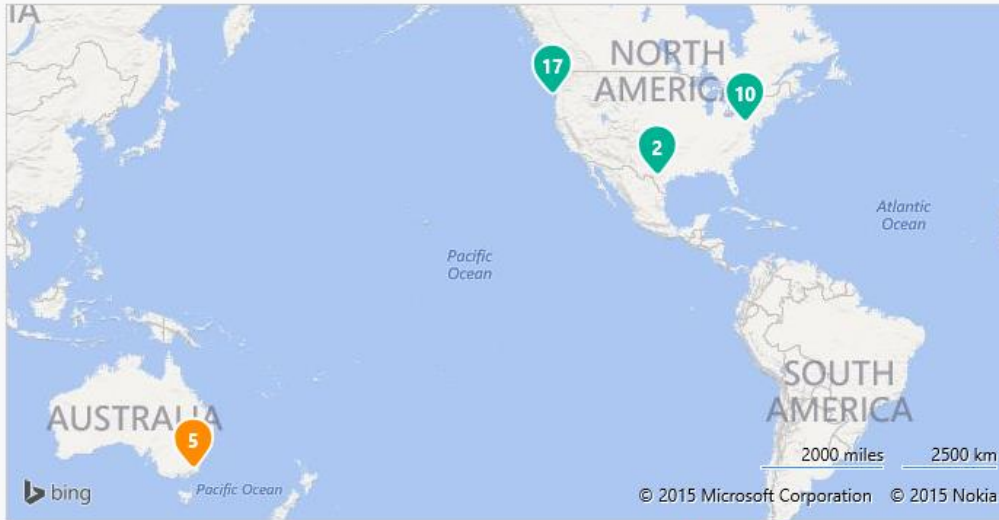 IA
17
NORTH
AMERICA
10
2
Atlantic
Ocean
Pacific
Ocean
SOUTH
AMERICA
AUSTRALIA
5
2000 miles 2500 km
bing
Pacific Ocean
© 2015 Microsoft Corporation © 2015 Nokia